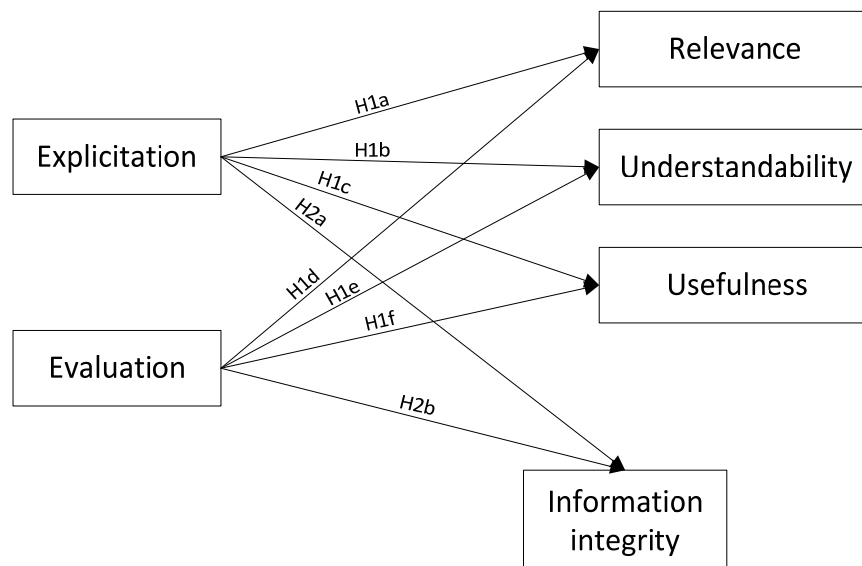 Relevance
H1a
Explicitation
H1b
Understandability
H1c
H2a
H1d
H1e
Usefulness
H1f
Evaluation
H2b
Information
integrity